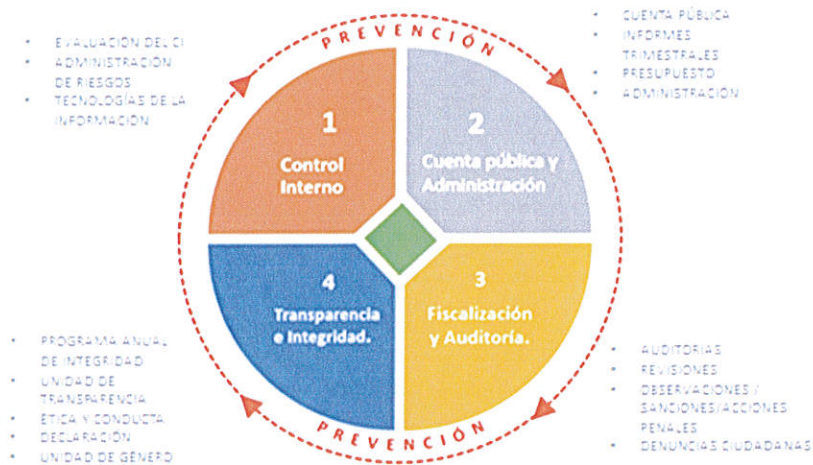 PREVENCIÓN
• EVALUACIÓN DEL CI
• ADMINISTRACIÓN
DE RIESGOS
• TECNOLOGÍAS DE LA
INFORMACIÓN
• CUENTA PÚBLICA
• INFORMES
TRIMESTRALES
• PRESUPUESTO
• ADMINISTRACIÓN
1
Control
Interno
2
Cuenta pública y
Administración
4
Transparencia
e Integridad.
3
Fiscalización
y Auditoría.
• PROGRAMA ANUAL
DE INTEGRIDAD
• UNIDAD DE
TRANSPARENCIA
• ÉTICA Y CONDUCTA
• DECLARACIÓN
• UNIDAD DE GÉNERO
• AUDITORIAS
• REVISIONES
• OBSERVACIONES /
SANCIONES/ACCIONES
PENALES
• DENUNCIAS CIUDADANAS
PREVENCIÓN